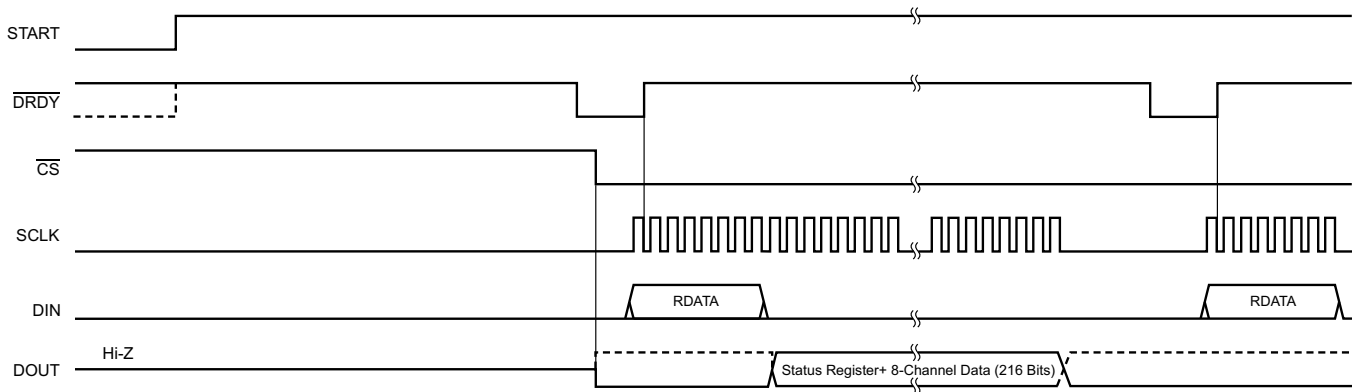 START
DRDY
CS
SCLK
DIN
RDATA
RDATA
DOUT
Hi-Z
Status Register+ 8-Channel Data (216 Bits)